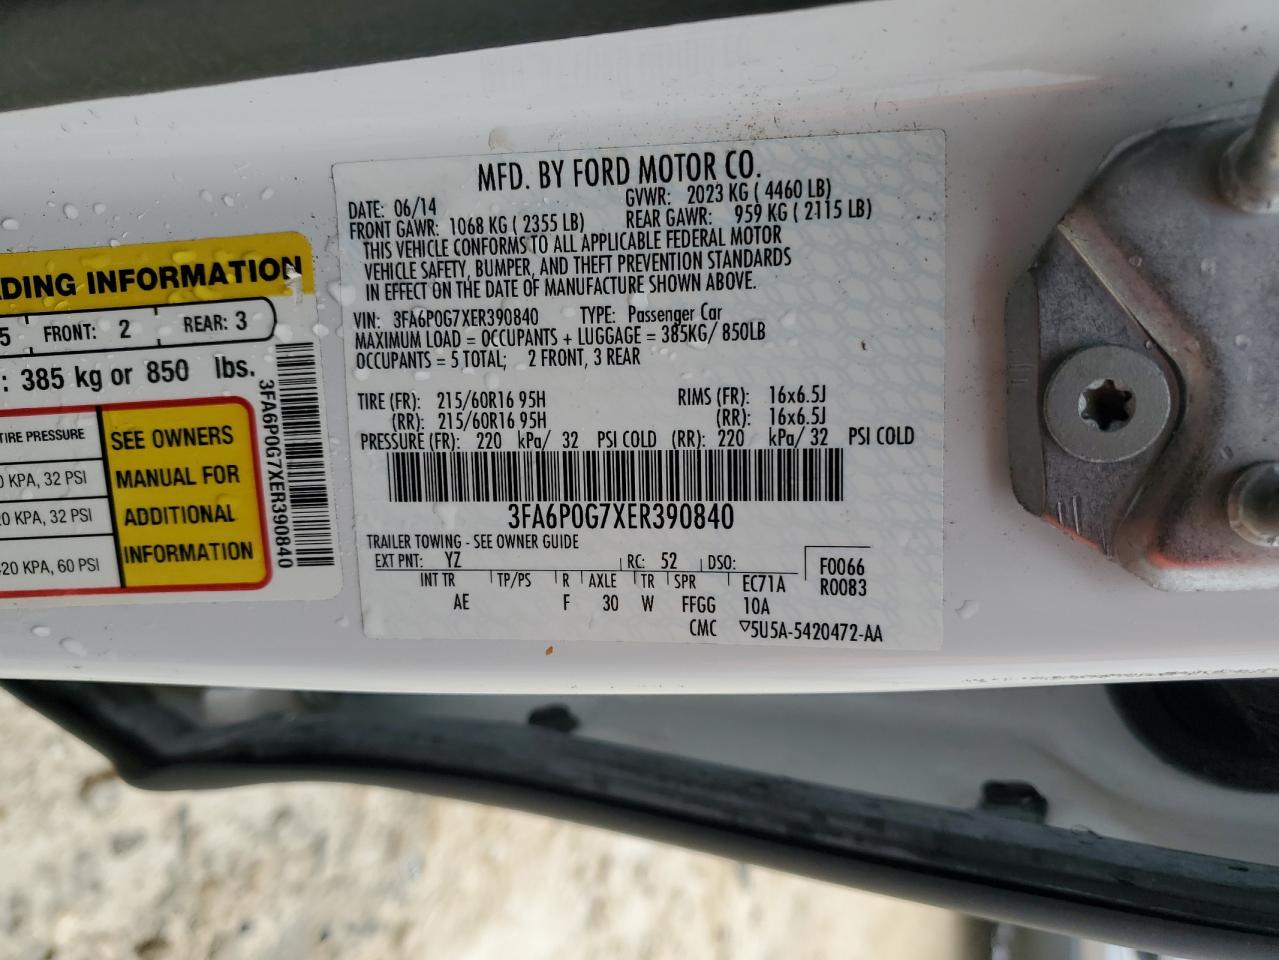 MFD. BY FORD MOTOR CO.
DATE: 06/14 GVWR: 2023 KG ( 4460 LB)
FRONT GAWR: 1068 KG ( 2355 LB) REAR GAWR: 959 KG ( 2115 LB)
THIS VEHICLE CONFORMS TO ALL APPLICABLE FEDERAL MOTOR
VEHICLE SAFETY, BUMPER, AND THEFT PREVENTION STANDARDS
IN EFFECT ON THE DATE OF MANUFACTURE SHOWN ABOVE.
VIN: 3FA6P0G7XER390840 TYPE: Passenger Car
MAXIMUM LOAD = OCCUPANTS + LUGGAGE = 385KG/ 850LB
OCCUPANTS = 5 TOTAL; 2 FRONT, 3 REAR
TIRE (FR): 215/60R16 95H RIMS (FR): 16x6.5J
(RR): 215/60R16 95H (RR): 16x6.5J
PRESSURE (FR): 220 kPa/ 32 PSI COLD (RR): 220 kPa/ 32 PSI COLD
3FA6P0G7XER390840
TRAILER TOWING - SEE OWNER GUIDE
EXT PNT: YZ RC: 52 DSO: F0066
R0083
INT TR TP/PS R AXLE TR SPR EC71A
AE F 30 W FFGG 10A
CMC ▽5U5A-5420472-AA
ADING INFORMATION
5 FRONT: 2 REAR: 3
: 385 kg or 850 lbs.
TIRE PRESSURE
0 KPA, 32 PSI
20 KPA, 32 PSI
420 KPA, 60 PSI
SEE OWNERS
MANUAL FOR
ADDITIONAL
INFORMATION
3FA6P0G7XER390840